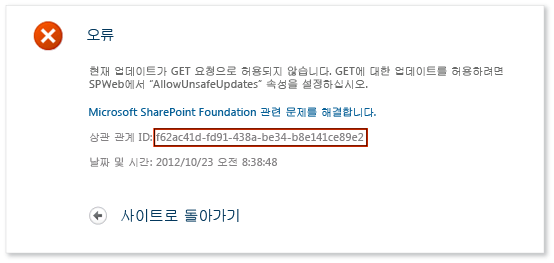 오류
현재 업데이트가 GET 요청으로 허용되지 않습니다. GET에 대한 업데이트를 허용하려면
SPWeb에서 "AllowUnsafeUpdates" 속성을 설정하십시오.
Microsoft SharePoint Foundation 관련 문제를 해결합니다.
상관 관계 ID: f62ac41d-fd91-438a-be34-b8e141ce89e2
날짜 및 시간: 2012/10/23 오전 8:38:48
사이트로 돌아가기